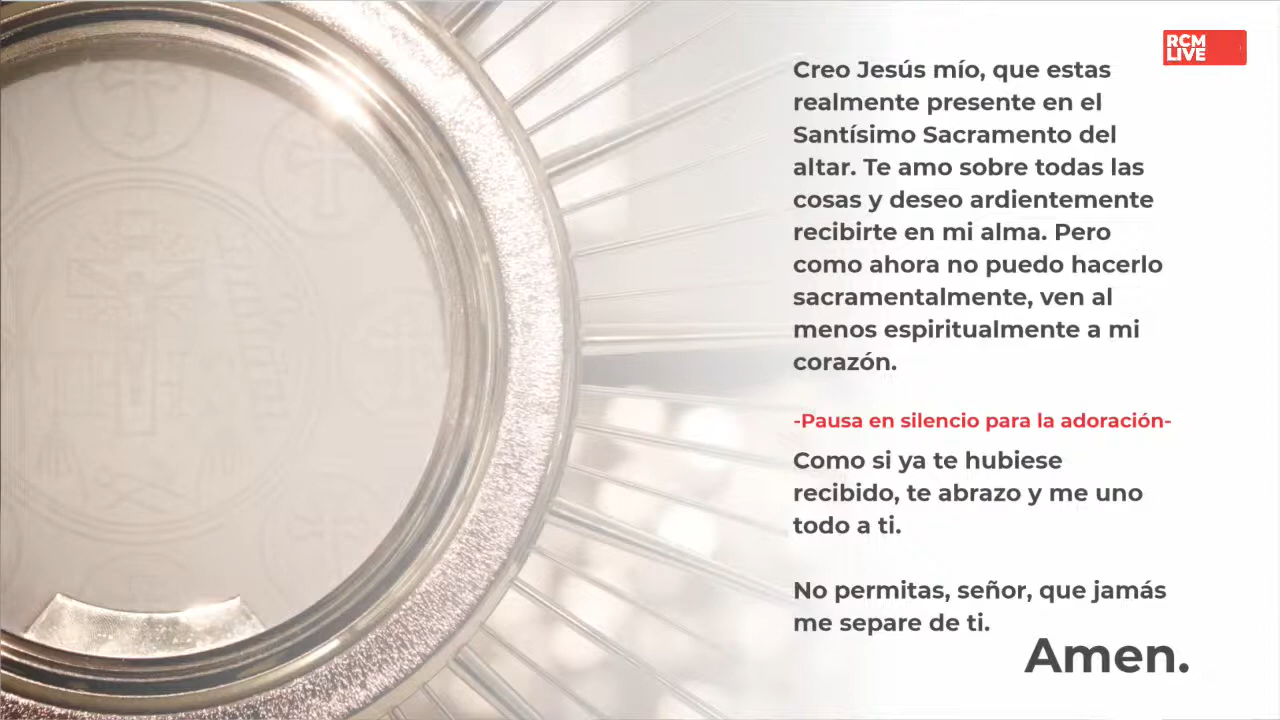 RCM
LIVE
Creo Jesús mío, que estas
realmente presente en el
Santísimo Sacramento del
altar. Te amo sobre todas las
cosas y deseo ardientemente
recibirte en mi alma. Pero
como ahora no puedo hacerlo
sacramentalmente, ven al
menos espiritualmente a mi
corazón.
-Pausa en silencio para la adoración-
Como si ya te hubiese
recibido, te abrazo y me uno
todo a ti.
No permitas, señor, que jamás
me separe de ti.
Amen.